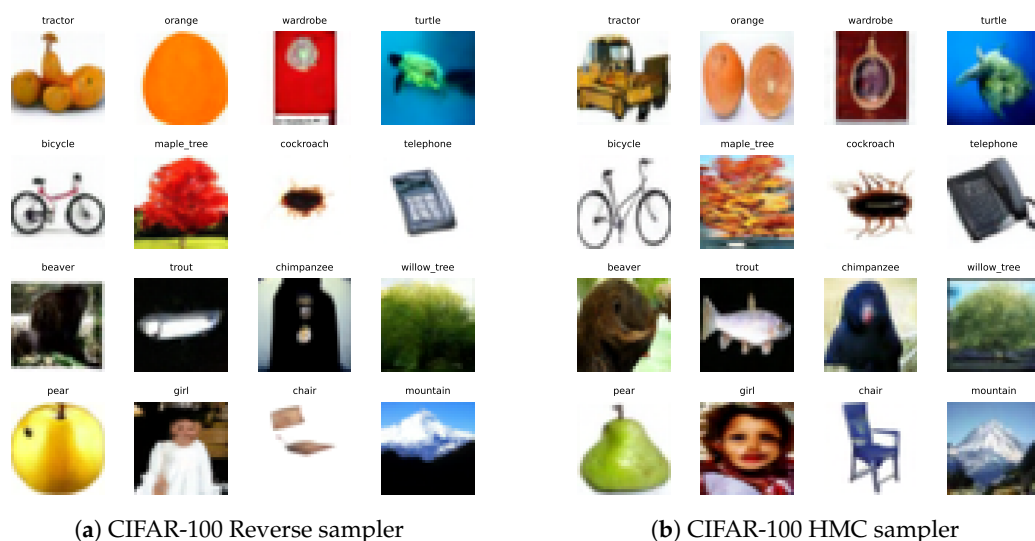 tractor orange wardrobe turtle
bicycle maple_tree cockroach telephone
beaver trout chimpanzee willow_tree
pear girl chair mountain
(a) CIFAR-100 Reverse sampler
tractor orange wardrobe turtle
bicycle maple_tree cockroach telephone
beaver trout chimpanzee willow_tree
pear girl chair mountain
(b) CIFAR-100 HMC sampler